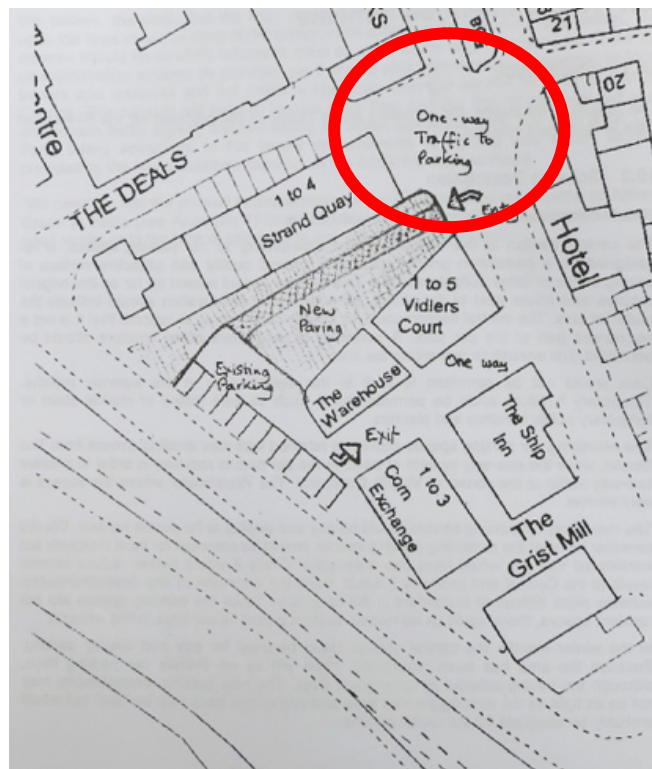 21
20
One-way
Traffic To
Parking
THE DEALS
1 to 4
Strand Quay
Hotel
New
Paving
1 to 5
Vidlers
Court
Existing
Parking
The
Warehouse
One way
The Ship
Inn
Exit
1 to 3
Corn
Exchange
The
Grist Mill